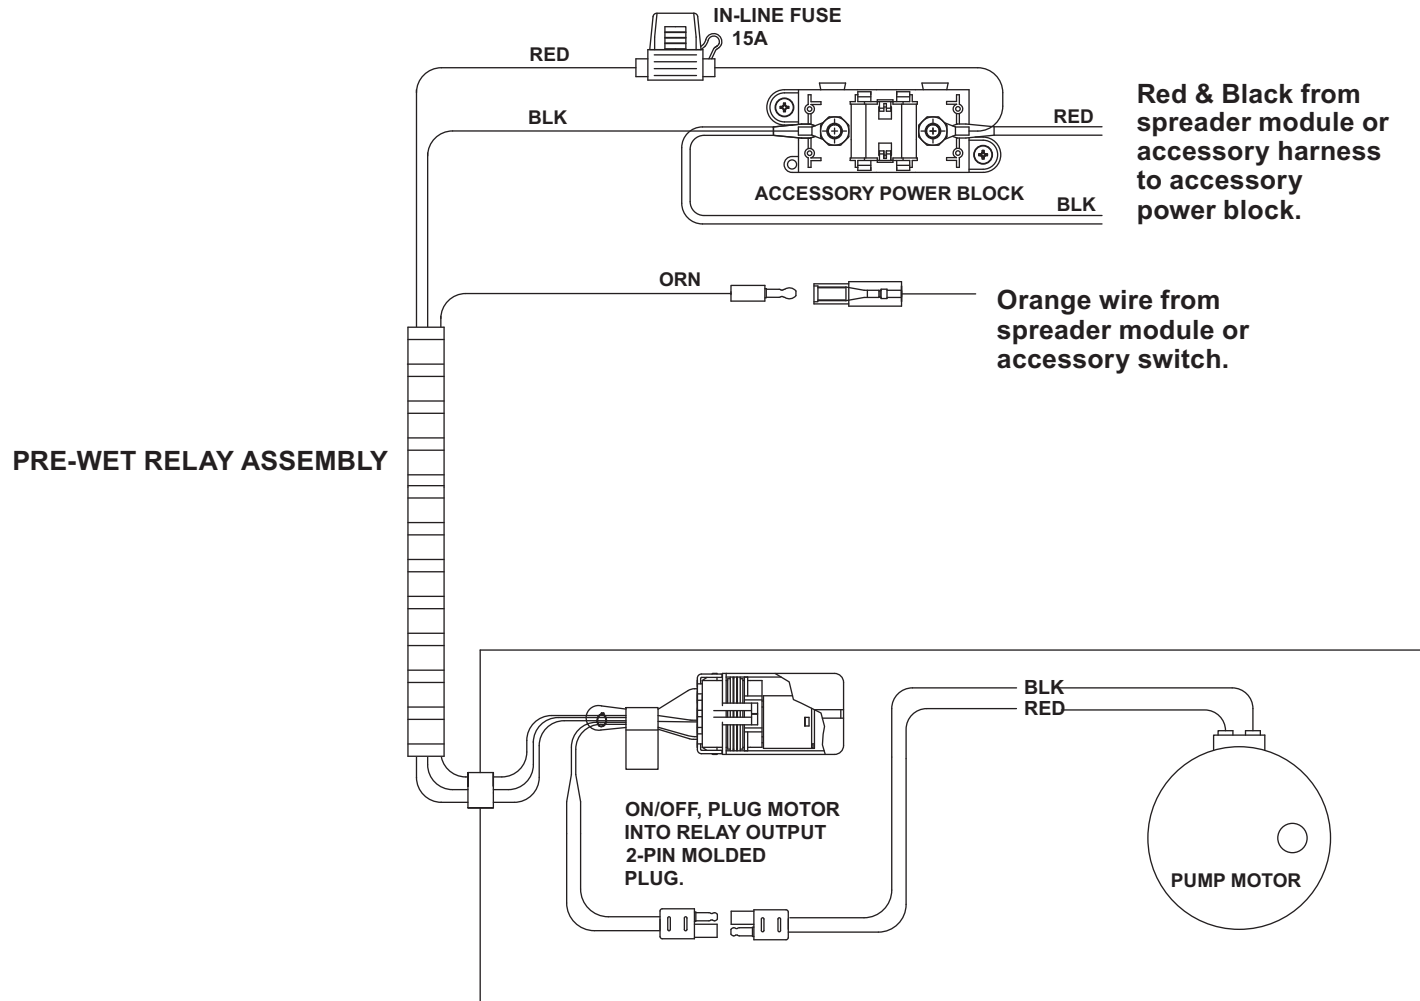 IN-LINE FUSE
15A
RED
BLK
RED
Red & Black from
spreader module or
accessory harness
to accessory
power block.
ACCESSORY POWER BLOCK
BLK
ORN
Orange wire from
spreader module or
accessory switch.
PRE-WET RELAY ASSEMBLY
BLK
RED
ON/OFF, PLUG MOTOR
INTO RELAY OUTPUT
2-PIN MOLDED
PLUG.
PUMP MOTOR